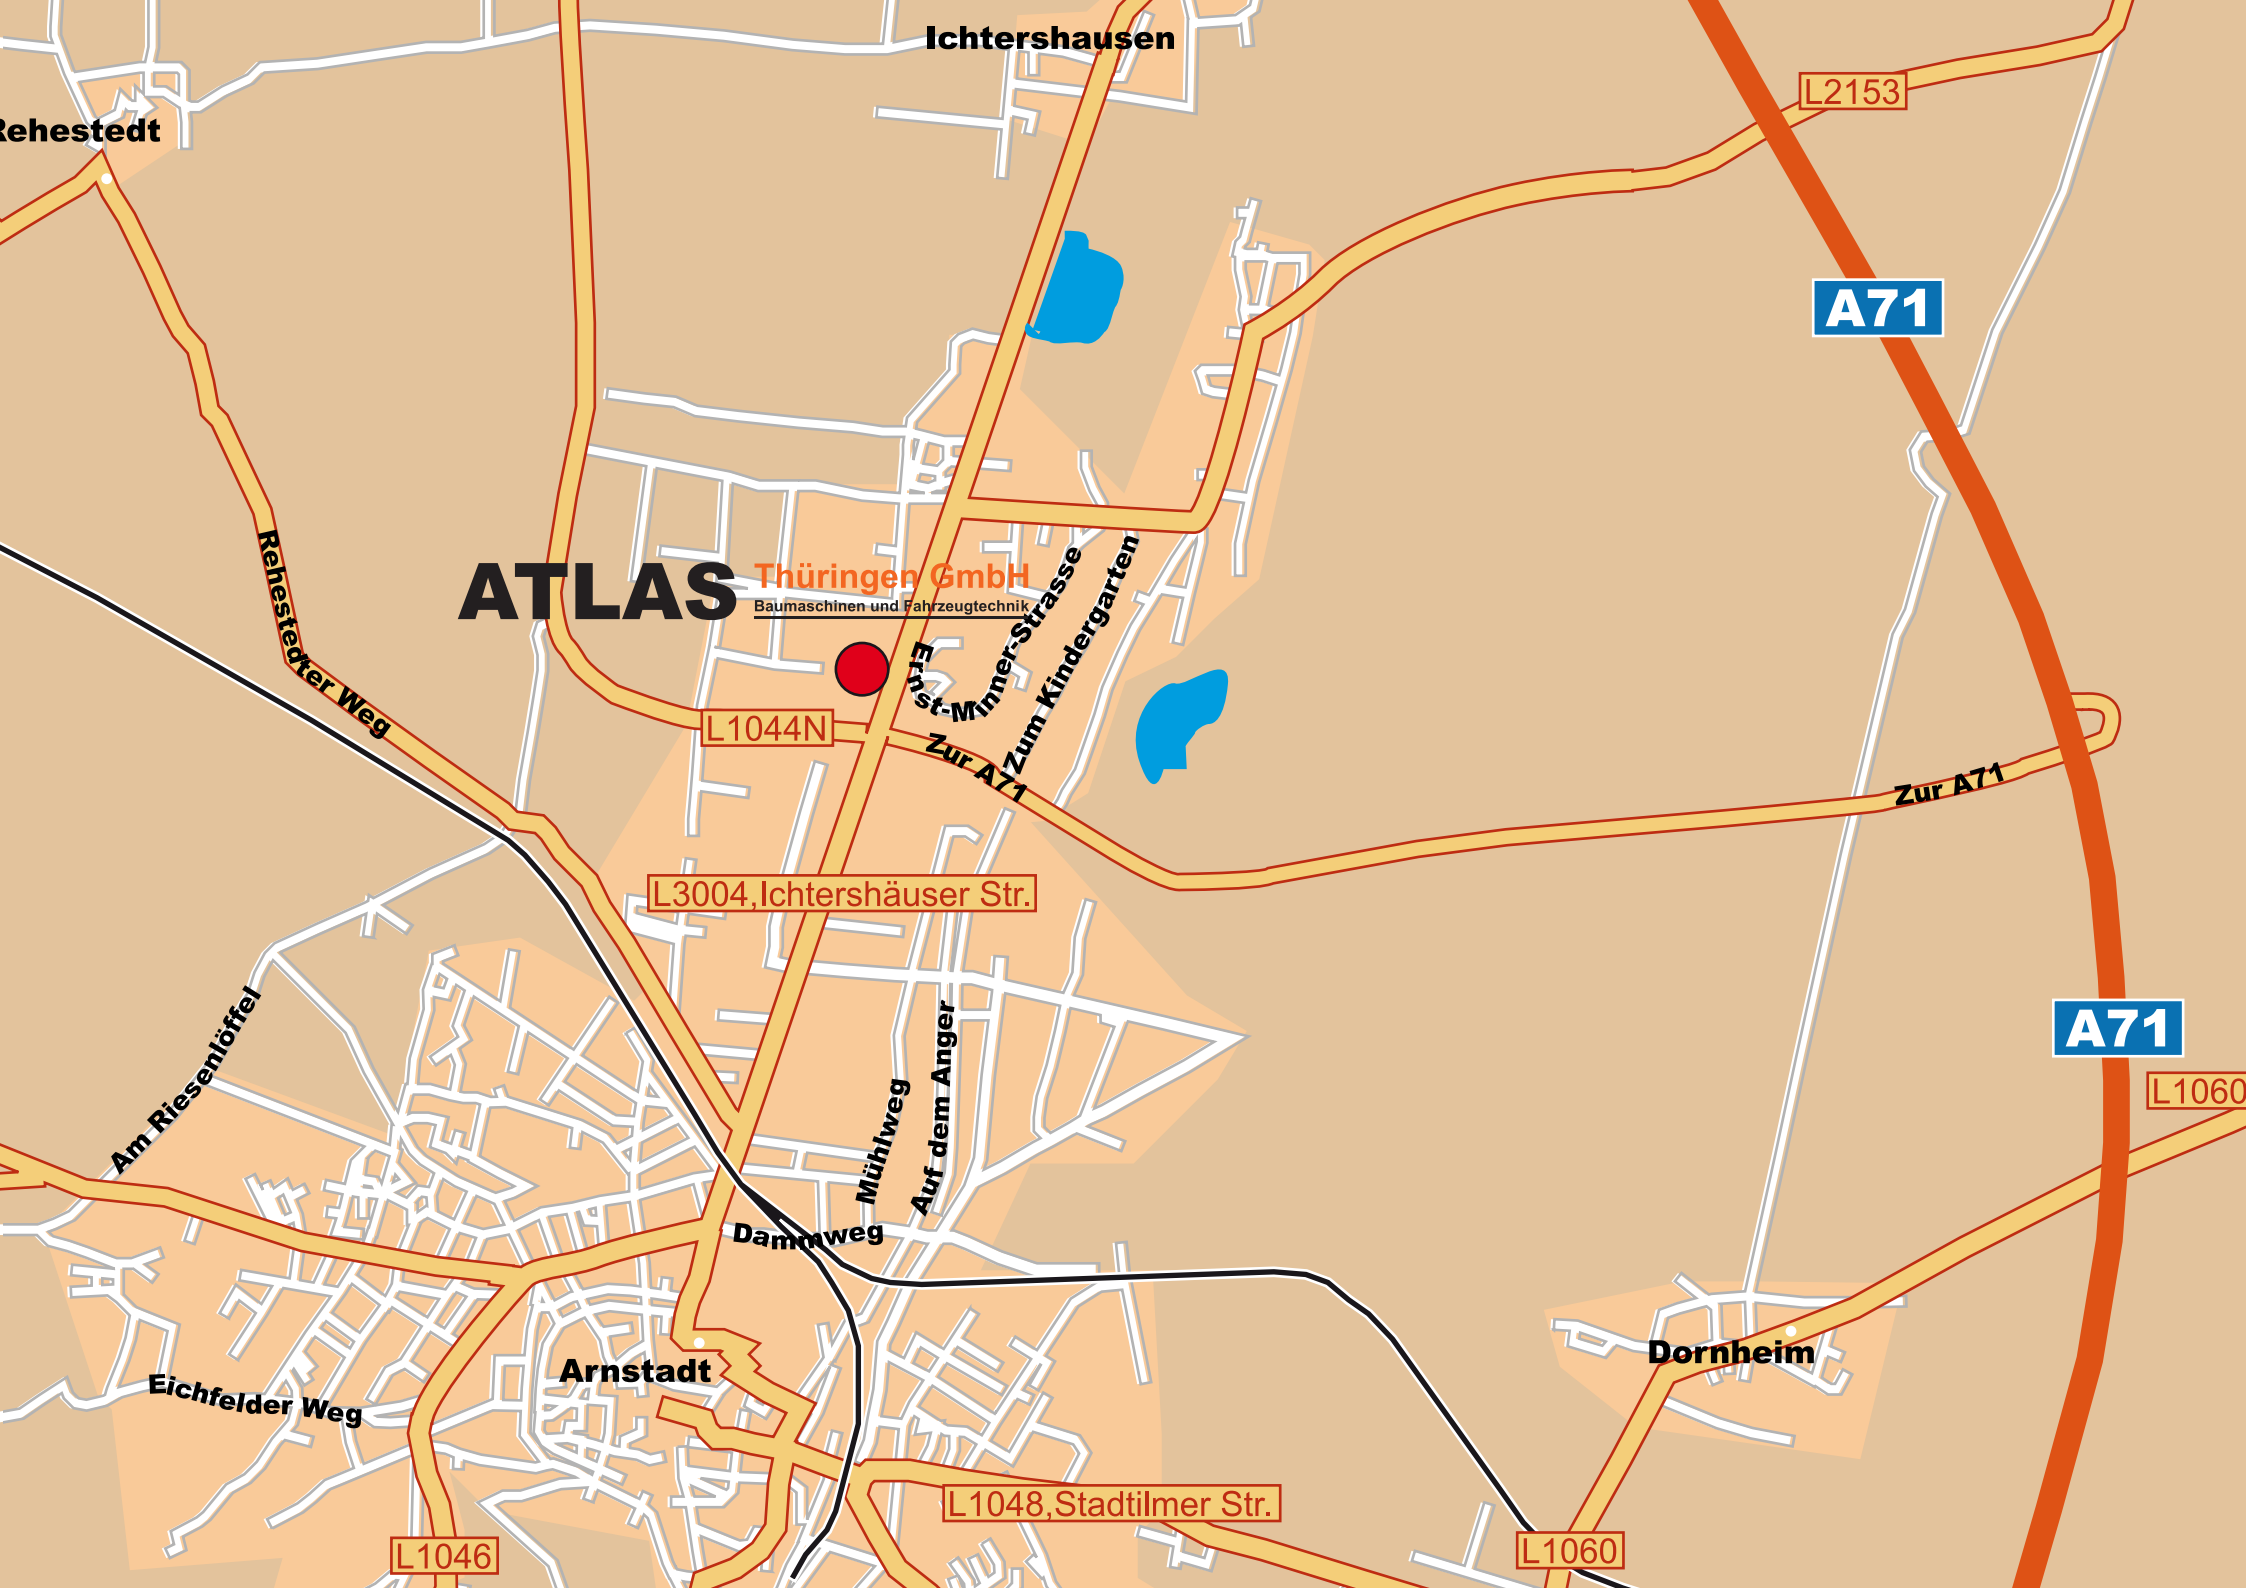 Ichtershausen
L2153
Rehestedt
A71
Rehestedter Weg
ATLAS
Thüringen GmbH
Baumaschinen und Fahrzeugtechnik
Ernst-Minner-Strasse
Zum Kindergarten
L1044N
Zur A71
Zur A71
L3004,Ichtershäuser Str.
Am Riesenlöffel
A71
L1060
Mühlweg
Auf dem Anger
Dammweg
Arnstadt
Dornheim
Eichfelder Weg
L1048,Stadtilmer Str.
L1046
L1060